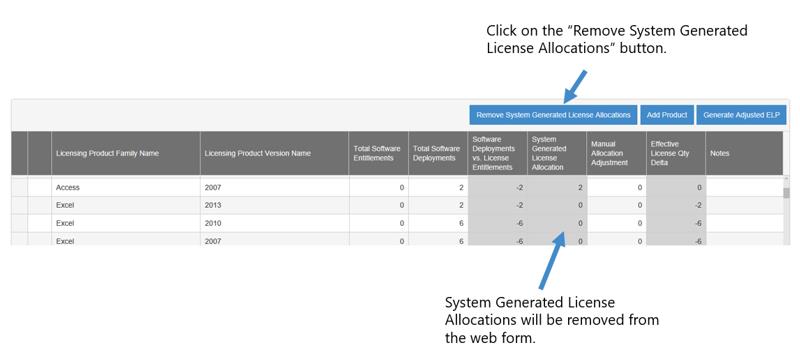 Click on the “Remove System Generated
License Allocations” button.
Remove System Generated License Allocations Add Product Generate Adjusted ELP
Licensing Product Family Name Licensing Product Version Name Total Software Entitlements Total Software Deployments Software Deployments vs. License Entitlements System Generated License Allocation Manual Allocation Adjustment Effective License Qty Delta Notes
Access 2007 0 2 -2 2 0 0
Excel 2013 0 2 -2 0 0 -2
Excel 2010 0 6 -6 0 0 -6
Excel 2007 0 6 -6 0 0 -6
System Generated License
Allocations will be removed from
the web form.